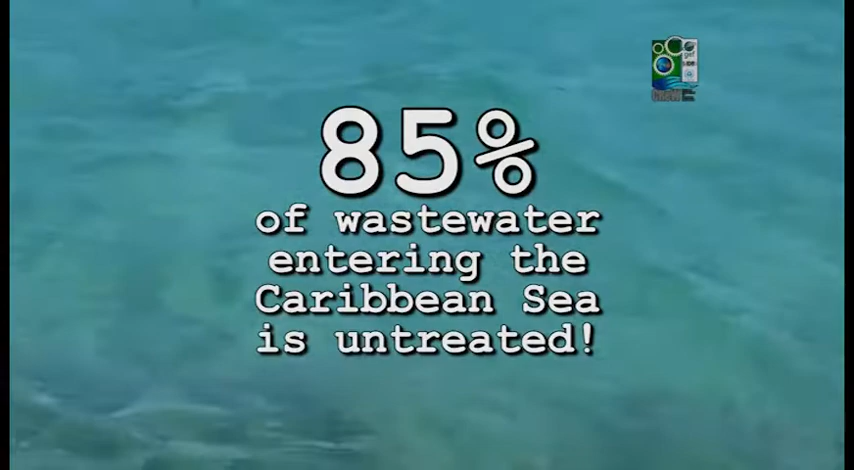 85%
of wastewater
entering the
Caribbean Sea
is untreated!